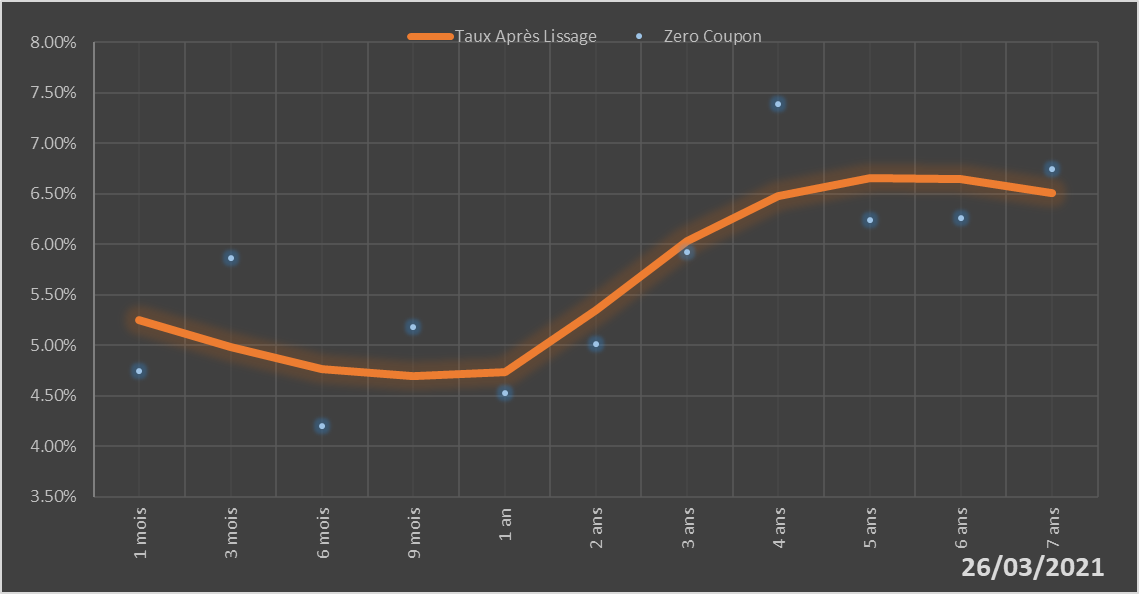 Taux Après Lissage
Zero Coupon
8.00%
7.50%
7.00%
6.50%
6.00%
5.50%
5.00%
4.50%
4.00%
3.50%
1 mois
3 mois
6 mois
9 mois
1 an
2 ans
3 ans
4 ans
5 ans
6 ans
7 ans
26/03/2021